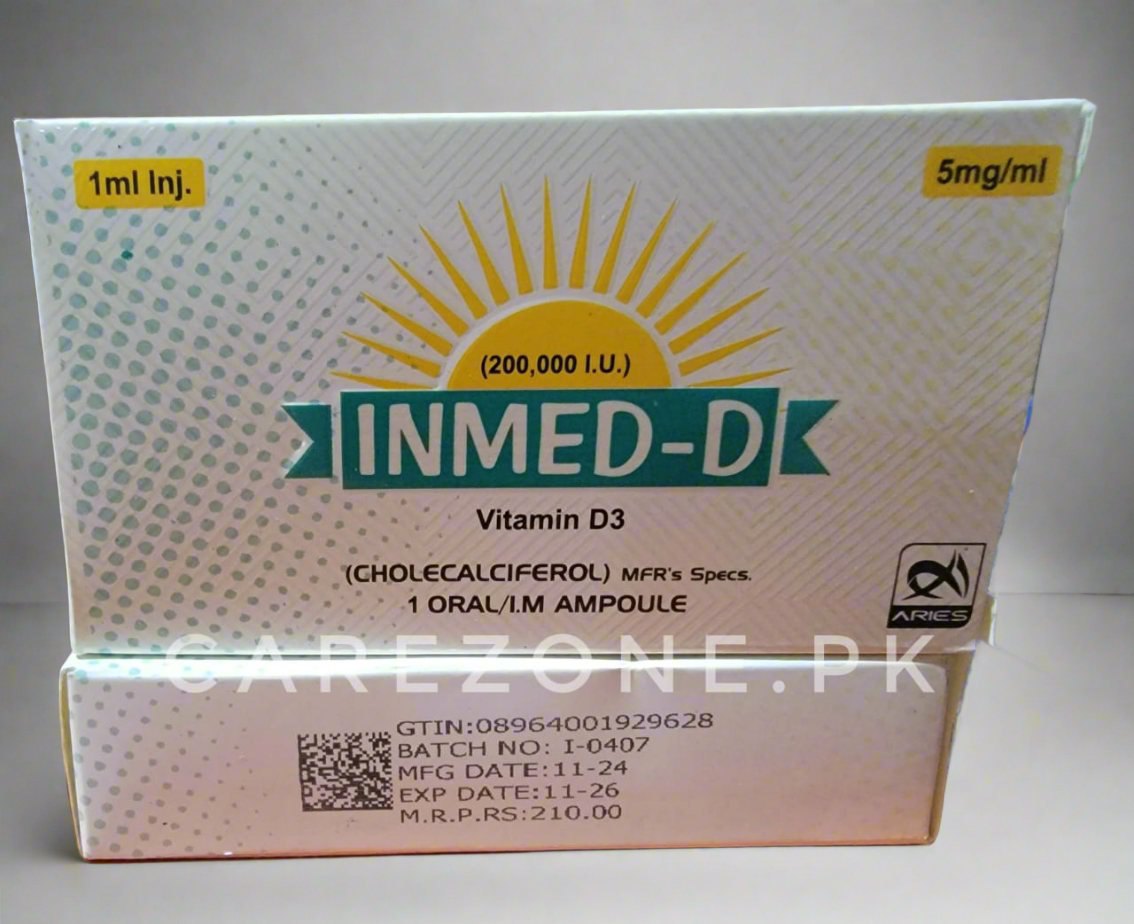 1ml Inj.
5mg/ml
(200,000 I.U.)
INMED-D
Vitamin D3
(CHOLECALCIFEROL) MFR's Specs.
1 ORAL/I.M AMPOULE
ARIES
CAREZONE.PK
GTIN:08964001929628
BATCH NO: I-0407
MFG DATE:11-24
EXP DATE:11-26
M.R.P.RS:210.00